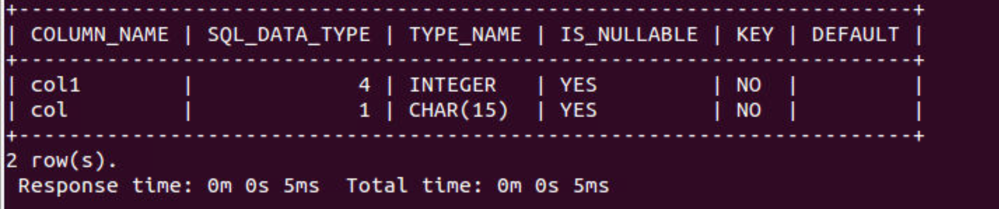 +-----------------------------------------------------------------------+
| COLUMN_NAME | SQL_DATA_TYPE | TYPE_NAME | IS_NULLABLE | KEY | DEFAULT |
+-----------------------------------------------------------------------+
| col1        |             4 | INTEGER   | YES         | NO  |         |
| col         |             1 | CHAR(15)  | YES         | NO  |         |
+-----------------------------------------------------------------------+
2 row(s).
 Response time: 0m 0s 5ms  Total time: 0m 0s 5ms